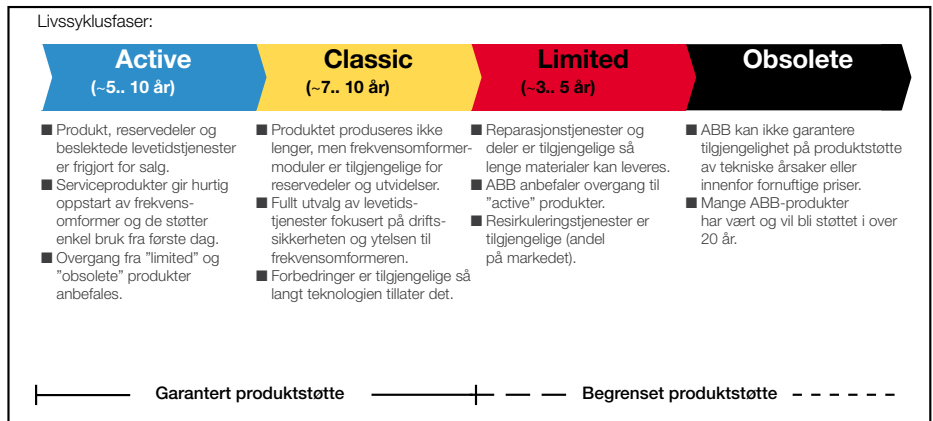 Livssyklusfaser:
Active
(~5.. 10 år)
Classic
(~7.. 10 år)
Limited
(~3.. 5 år)
Obsolete
■ Produkt, reservedeler og
beslektede levetidstjenester
er frigjort for salg.
■ Serviceprodukter gir hurtig
oppstart av frekvens-
omformer og de støtter
enkel bruk fra første dag.
■ Overgang fra ”limited” og
”obsolete” produkter
anbefales.
■ Produktet produseres ikke
lenger, men frekvensomformer-
moduler er tilgjengelige for
reservedeler og utvidelser.
■ Fullt utvalg av levetids-
tjenester fokusert på drifts-
sikkerheten og ytelsen til
frekvensomformeren.
■ Forbedringer er tilgjengelige så
langt teknologien tillater det.
■ Reparasjonstjenester og
deler er tilgjengelige så
lenge materialer kan leveres.
■ ABB anbefaler overgang til
”active” produkter.
■ Resirkuleringstjenester er
tilgjengelige (andel
på markedet).
■ ABB kan ikke garantere
tilgjengelighet på produktstøtte
av tekniske årsaker eller
innenfor fornuftige priser.
■ Mange ABB-produkter
har vært og vil bli støttet i over
20 år.
Garantert produktstøtte
Begrenset produktstøtte